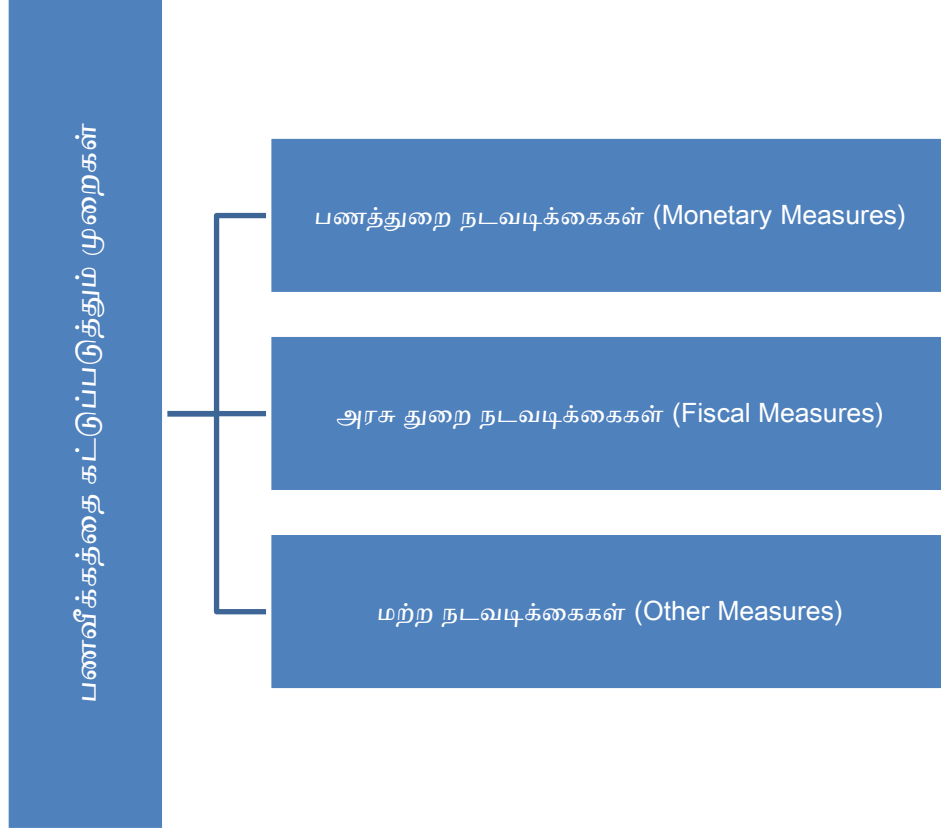 பணவீக்கத்தை கட்டுப்படுத்தும் முறைகள்
பணத்துறை நடவடிக்கைகள் (Monetary Measures)
அரசு துறை நடவடிக்கைகள் (Fiscal Measures)
மற்ற நடவடிக்கைகள் (Other Measures)